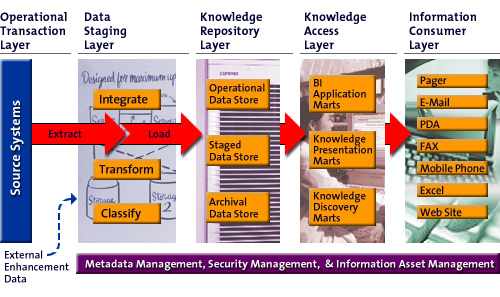 Operational
Transaction
Layer
Data
Staging
Layer
Knowledge
Repository
Layer
Knowledge
Access
Layer
Information
Consumer
Layer
Source Systems
Extract
Load
Designed for maximum up
Integrate
Transform
Classify
Storage
2
Operational
Data Store
Staged
Data Store
Archival
Data Store
BI
Application
Marts
Knowledge
Presentation
Marts
Knowledge
Discovery
Marts
Pager
E-Mail
PDA
FAX
Mobile Phone
Excel
Web Site
External
Enhancement
Data
Metadata Management, Security Management, & Information Asset Management